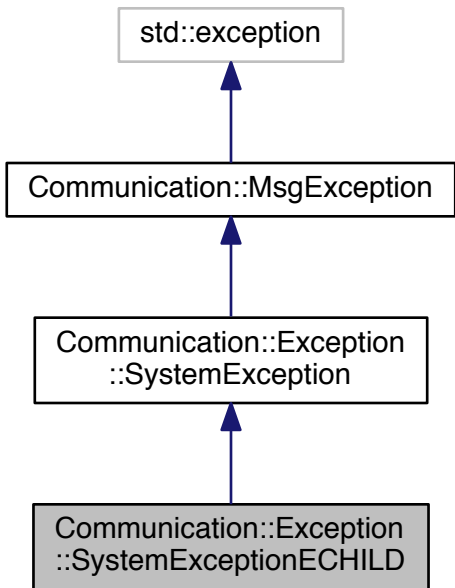 std::exception
Communication::MsgException
Communication::Exception
::SystemException
Communication::Exception
::SystemExceptionECHILD